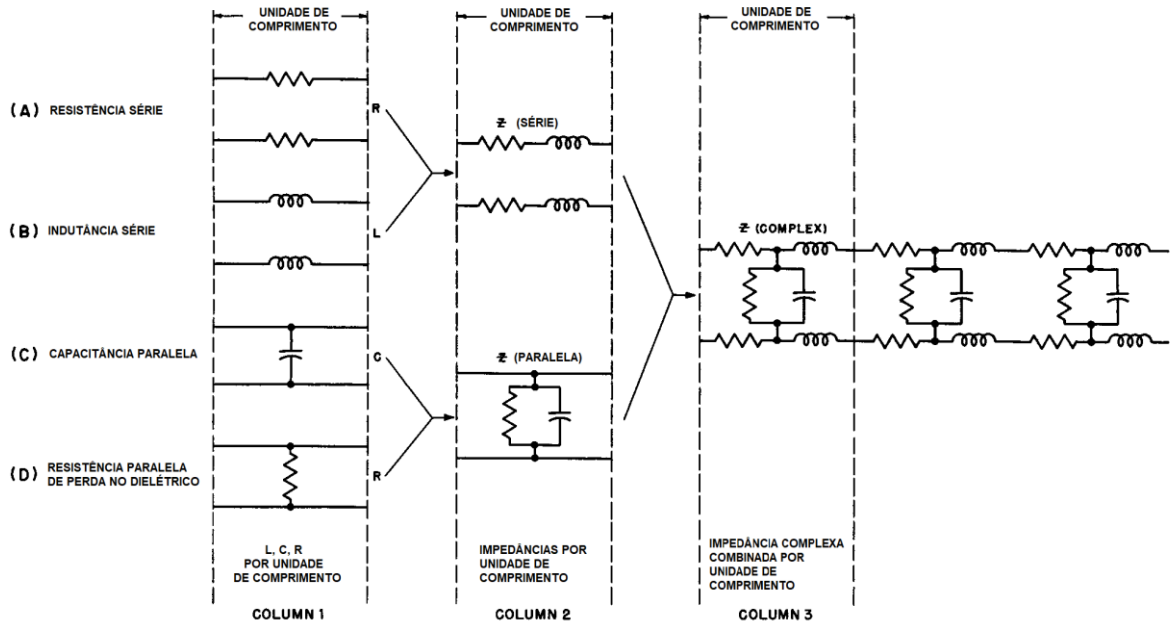 UNIDADE DE
COMPRIMENTO
UNIDADE DE
COMPRIMENTO
UNIDADE DE
COMPRIMENTO
(A) RESISTÊNCIA SÉRIE
R
Z (SÉRIE)
(B) INDUTÂNCIA SÉRIE
L
Z (COMPLEX)
(C) CAPACITÂNCIA PARALELA
C
Z (PARALELA)
(D) RESISTÊNCIA PARALELA
DE PERDA NO DIELÉTRICO
R
L, C, R
POR UNIDADE
DE COMPRIMENTO
IMPEDÂNCIAS POR
UNIDADE DE
COMPRIMENTO
IMPEDÂNCIA COMPLEXA
COMBINADA POR
UNIDADE DE
COMPRIMENTO
COLUMN 1
COLUMN 2
COLUMN 3